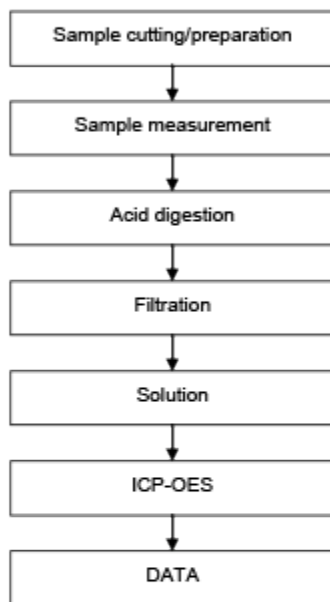 Sample cutting/preparation
Sample measurement
Acid digestion
Filtration
Solution
ICP-OES
DATA